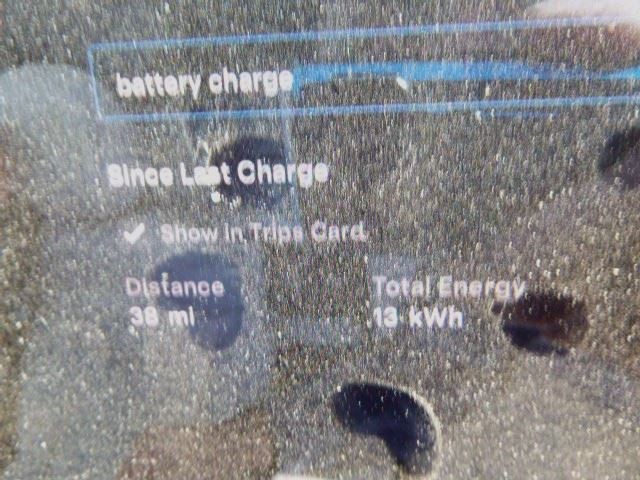 battery charge
Since Last Charge
Show in Trips Card
Distance
Total Energy
38 mi
13 kWh